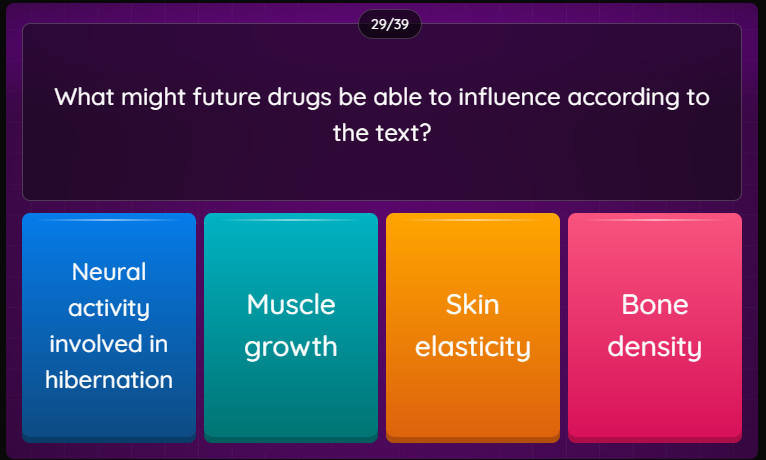 29/39
What might future drugs be able to influence according to
the text?
Neural
activity
involved in
hibernation
Muscle
growth
Skin
elasticity
Bone
density